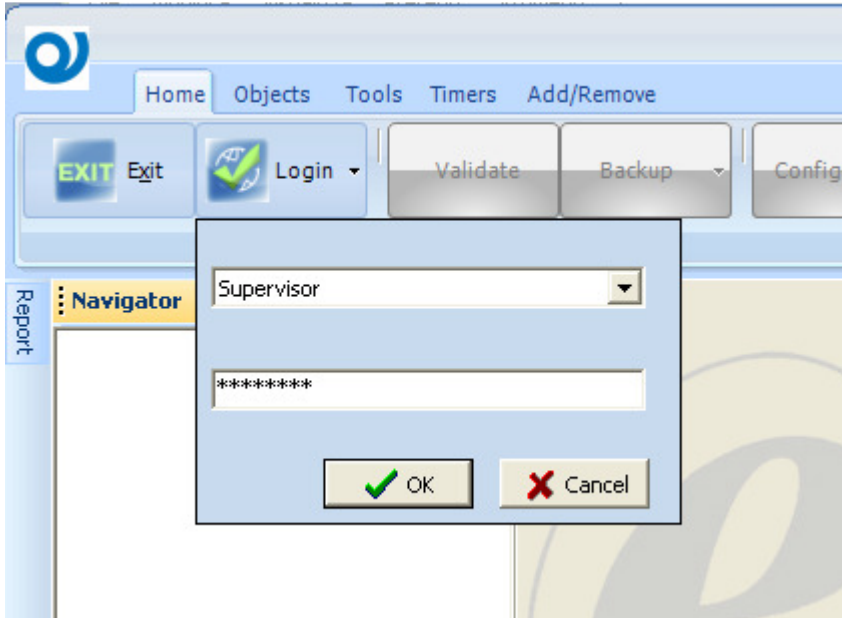 Home Objects Tools Timers Add/Remove
EXIT Exit Login Validate Backup Config
Report
Navigator
Supervisor
********
OK Cancel